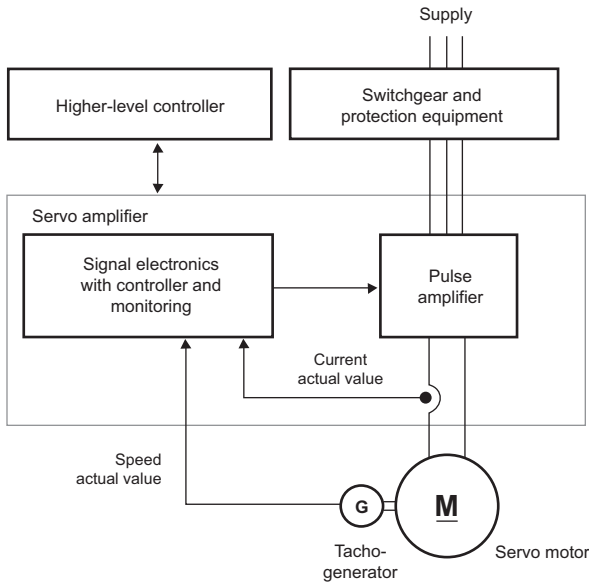 Supply
Higher-level controller
Switchgear and
protection equipment
Servo amplifier
Signal electronics
with controller and
monitoring
Pulse
amplifier
Current
actual value
Speed
actual value
G
M
Tacho-
generator
Servo motor